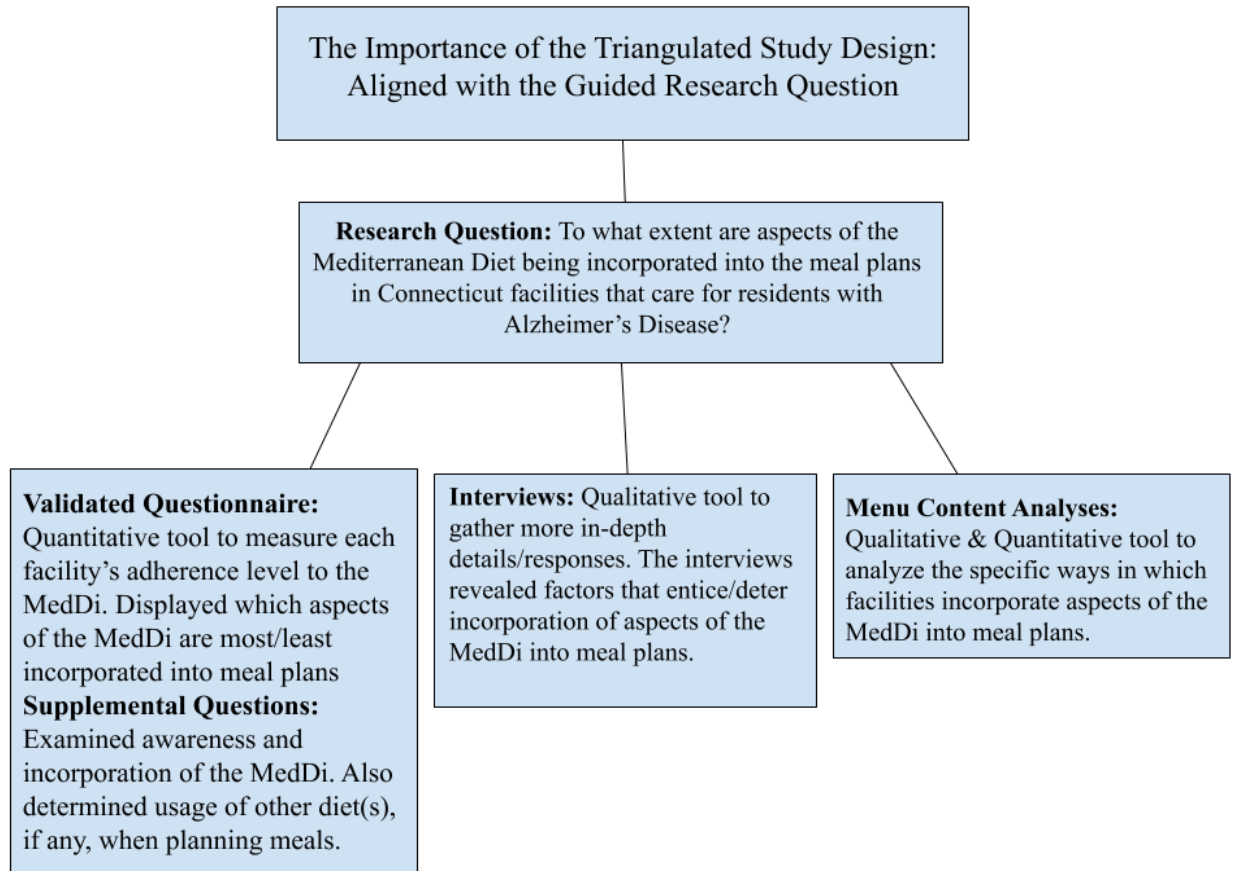 The Importance of the Triangulated Study Design:
Aligned with the Guided Research Question
Research Question: To what extent are aspects of the
Mediterranean Diet being incorporated into the meal plans
in Connecticut facilities that care for residents with
Alzheimer’s Disease?
Validated Questionnaire:
Quantitative tool to measure each
facility’s adherence level to the
MedDi. Displayed which aspects
of the MedDi are most/least
incorporated into meal plans
Supplemental Questions:
Examined awareness and
incorporation of the MedDi. Also
determined usage of other diet(s),
if any, when planning meals.
Interviews: Qualitative tool to
gather more in-depth
details/responses. The interviews
revealed factors that entice/deter
incorporation of aspects of the
MedDi into meal plans.
Menu Content Analyses:
Qualitative & Quantitative tool to
analyze the specific ways in which
facilities incorporate aspects of the
MedDi into meal plans.